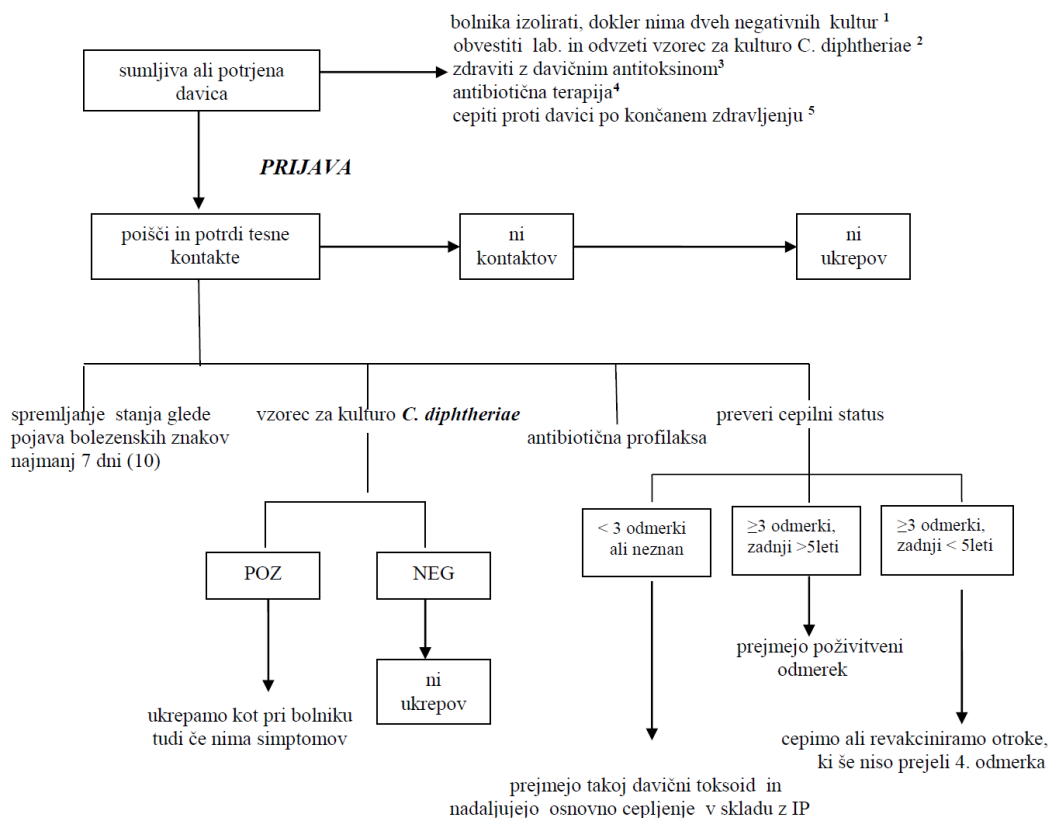 bolnika izolirati, dokler nima dveh negativnih kultur ¹
obvestiti lab. in odvzeti vzorec za kulturo C. diphtheriae ²
zdraviti z davičnim antitoksinom³
antibiotična terapija⁴
cepiti proti davici po končanem zdravljenju ⁵
sumljiva ali potrjena
davica
PRIJAVA
poišči in potrdi tesne
kontakte
ni
kontaktov
ni
ukrepov
spremljanje stanja glede
pojava bolezenskih znakov
najmanj 7 dni (10)
vzorec za kulturo C. diphtheriae
antibiotična profilaksa
preveri cepilni status
< 3 odmerki
ali neznan
≥3 odmerki,
zadnji >5leti
≥3 odmerki,
zadnji < 5leti
POZ
NEG
ni
ukrepov
ukrepamo kot pri bolniku
tudi če nima simptomov
prejmejo poživitveni
odmerek
cepimo ali revakciniramo otroke,
ki še niso prejeli 4. odmerka
prejmejo takoj davični toksoid in
nadaljujejo osnovno cepljenje v skladu z IP